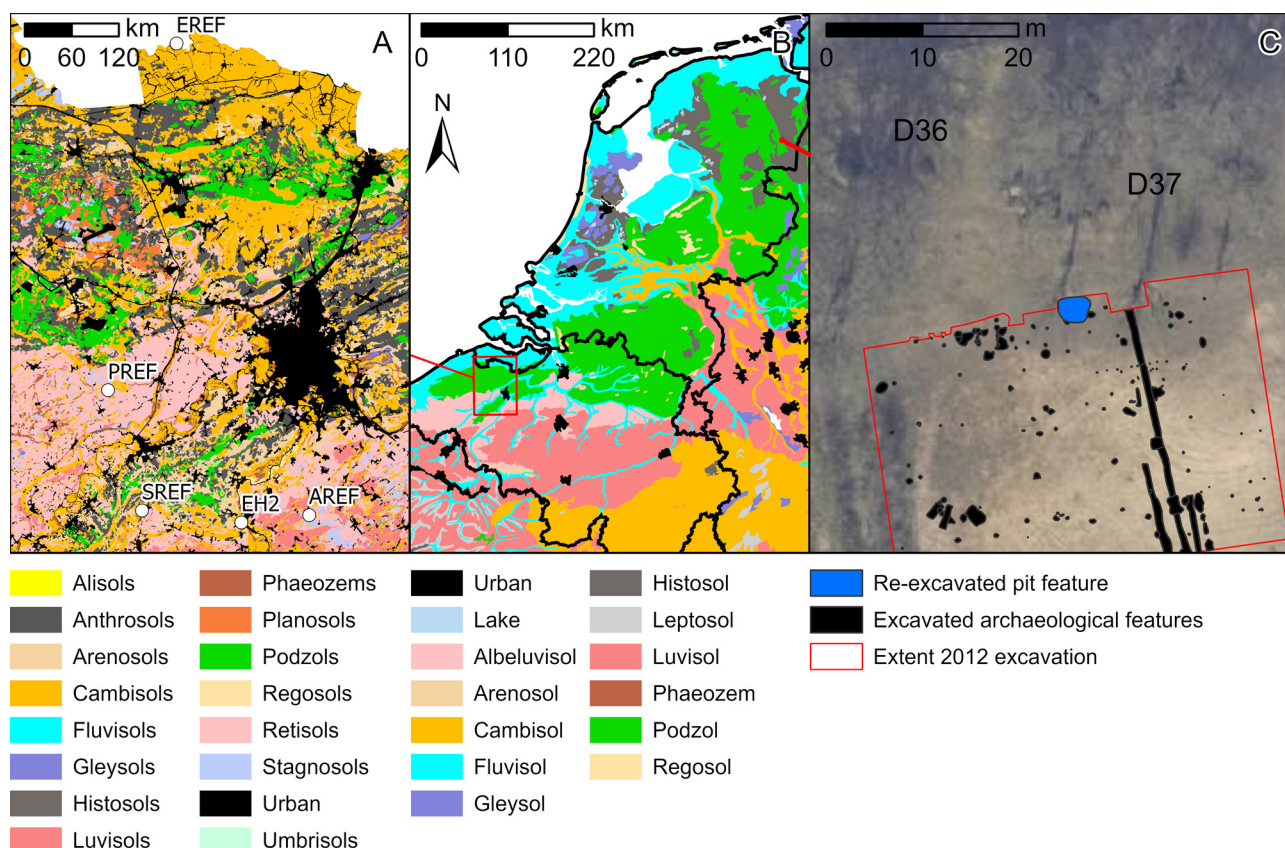 km
0 60 120
EREF
A
PREF
SREF
EH2
AREF
km
0 110 220
B
N
m
0 10 20
C
D36
D37
Alisols
Anthrosols
Arenosols
Cambisols
Fluvisols
Gleysols
Histosols
Luvisols
Phaeozems
Planosols
Podzols
Regosols
Retisols
Stagnosols
Urban
Umbrisols
Urban
Lake
Albeluvisol
Arenosol
Cambisol
Fluvisol
Gleysol
Histosol
Leptosol
Luvisol
Phaeozem
Podzol
Regosol
Re-excavated pit feature
Excavated archaeological features
Extent 2012 excavation